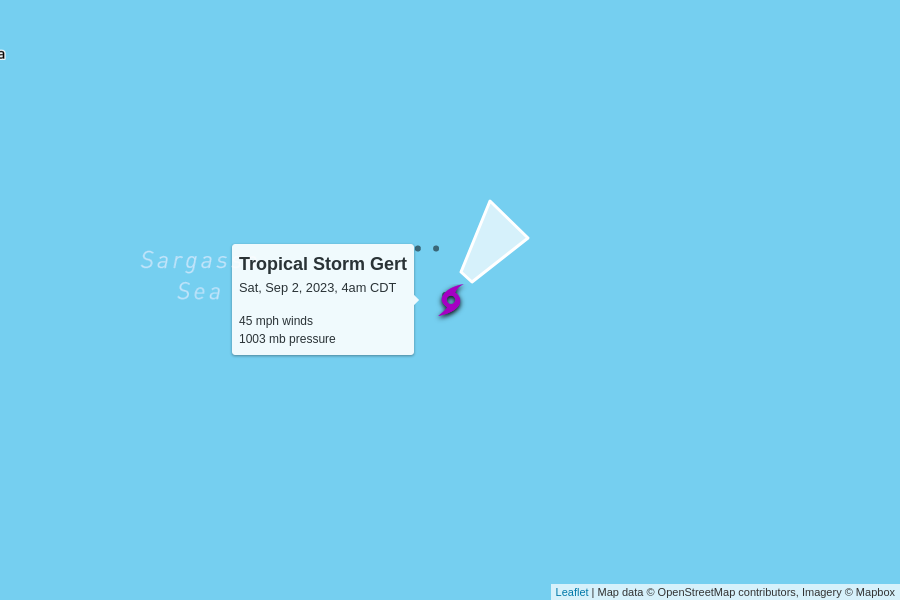 a
Sargas
Sea
Tropical Storm Gert
Sat, Sep 2, 2023, 4am CDT
45 mph winds
1003 mb pressure
Leaflet | Map data © OpenStreetMap contributors, Imagery © Mapbox